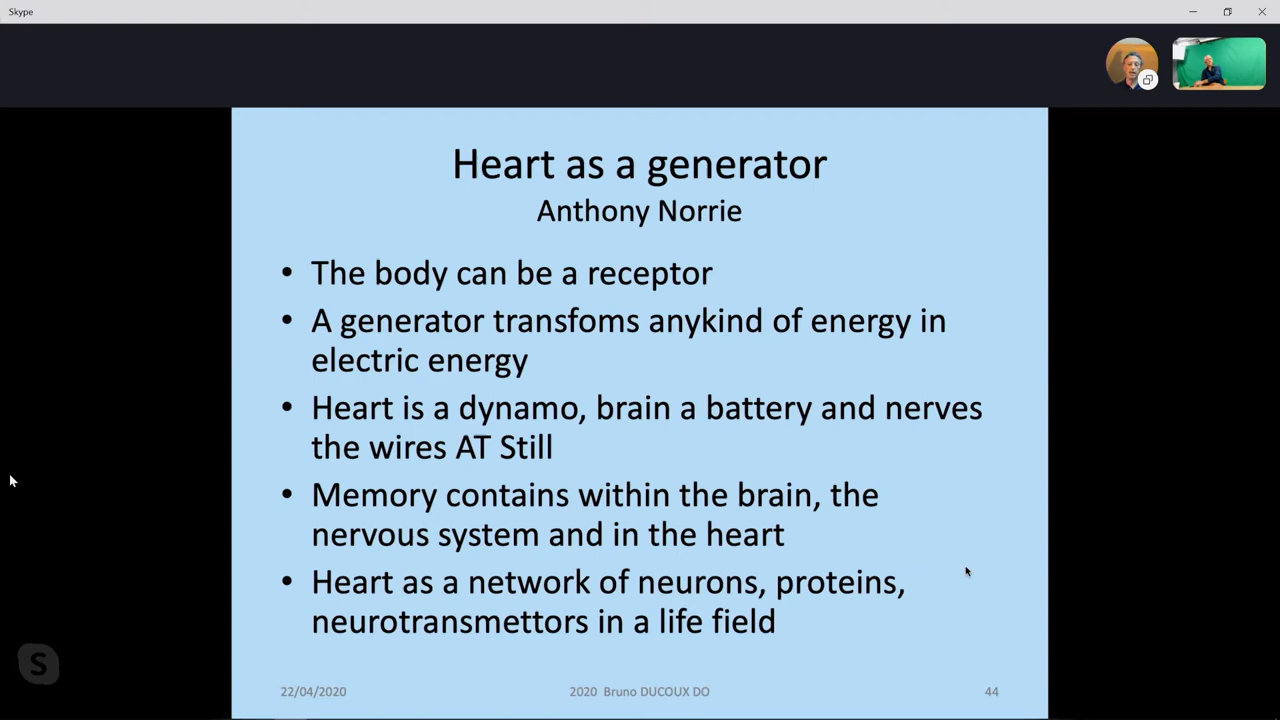 Skype
Heart as a generator
Anthony Norrie
• The body can be a receptor
• A generator transfoms anykind of energy in
electric energy
• Heart is a dynamo, brain a battery and nerves
the wires AT Still
• Memory contains within the brain, the
nervous system and in the heart
• Heart as a network of neurons, proteins,
neurotransmettors in a life field
S
22/04/2020 2020 Bruno DUCOUX DO 44